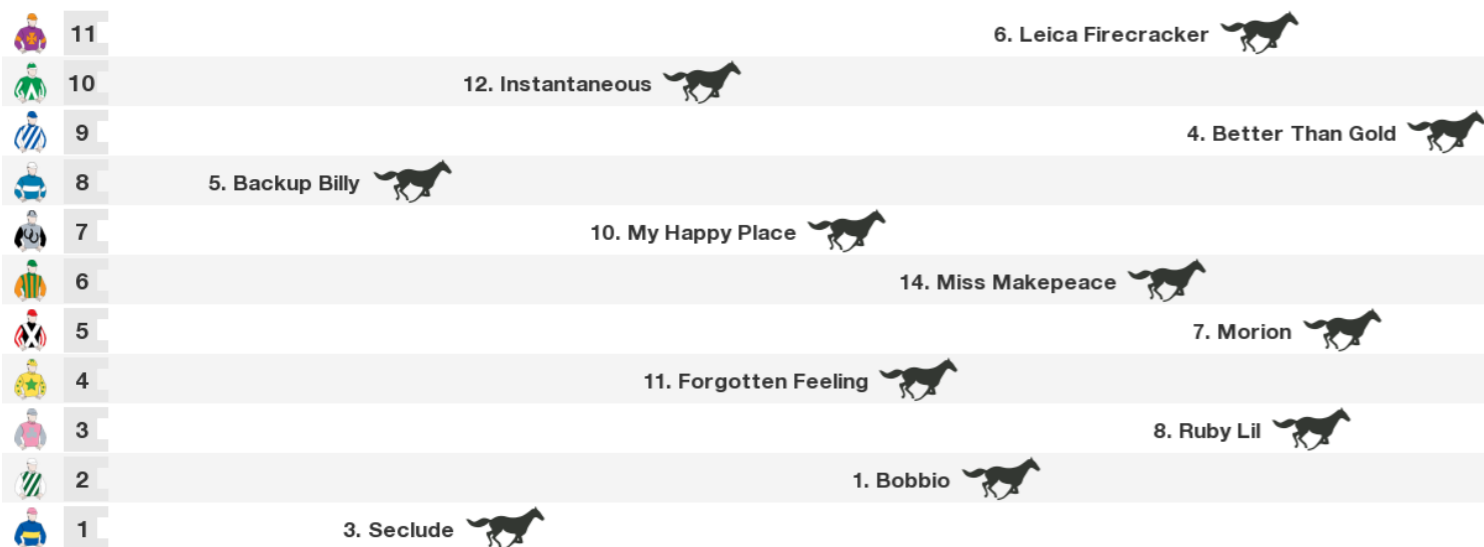 11 6. Leica Firecracker
10 12. Instantaneous
9 4. Better Than Gold
8 5. Backup Billy
7 10. My Happy Place
6 14. Miss Makepeace
5 7. Morion
4 11. Forgotten Feeling
3 8. Ruby Lil
2 1. Bobbio
1 3. Seclude